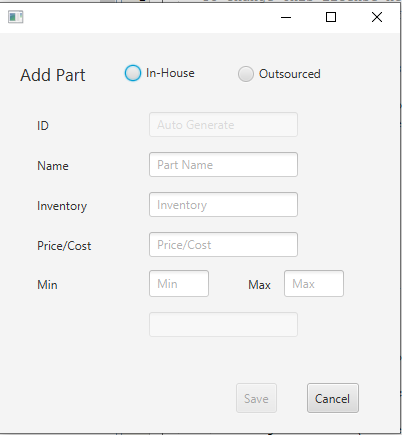 Add Part In-House Outsourced
ID Auto Generate
Name Part Name
Inventory Inventory
Price/Cost Price/Cost
Min Min Max Max
Save Cancel